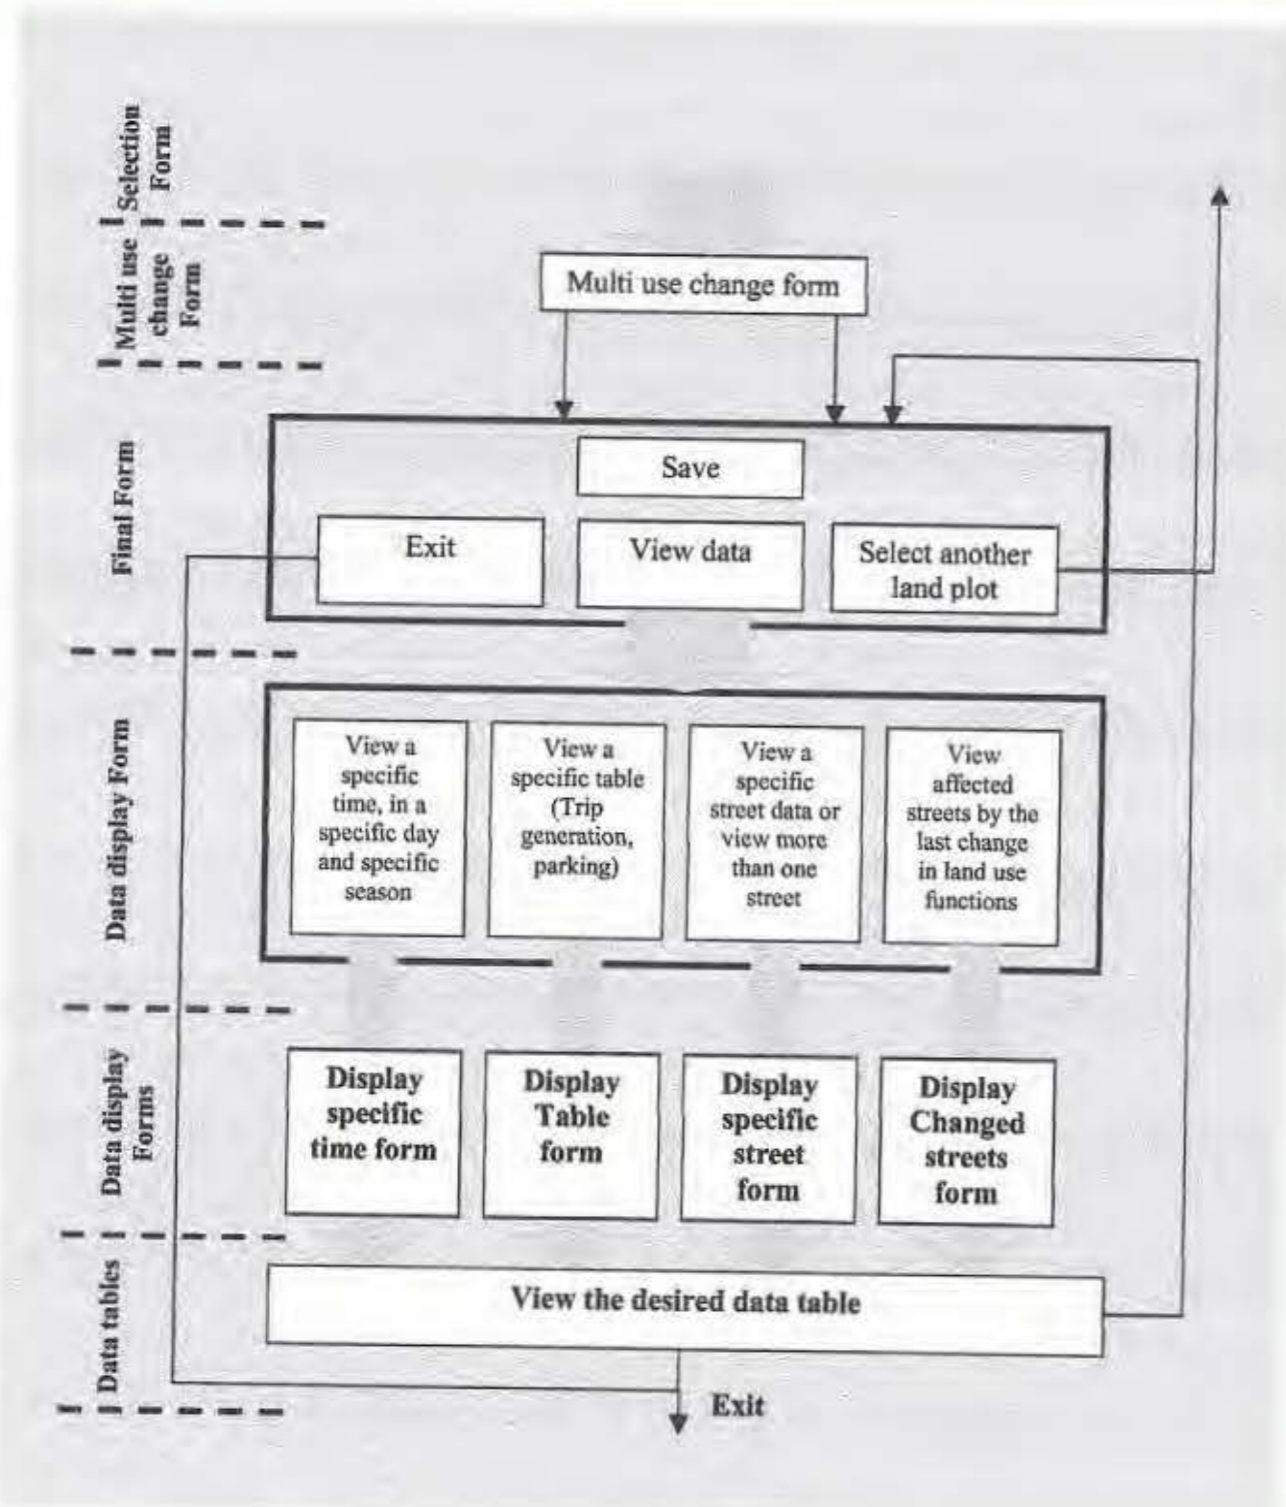 Selection
Form
Multi use
change
Form
Multi use change form
Final Form
Save
Exit
View data
Select another
land plot
Data display Form
View a
specific
time, in a
specific day
and specific
season
View a
specific table
(Trip
generation,
parking)
View a
specific
street data or
view more
than one
street
View
affected
streets by the
last change
in land use
functions
Data display
Forms
Display
specific
time form
Display
Table
form
Display
specific
street
form
Display
Changed
streets
form
Data tables
View the desired data table
Exit